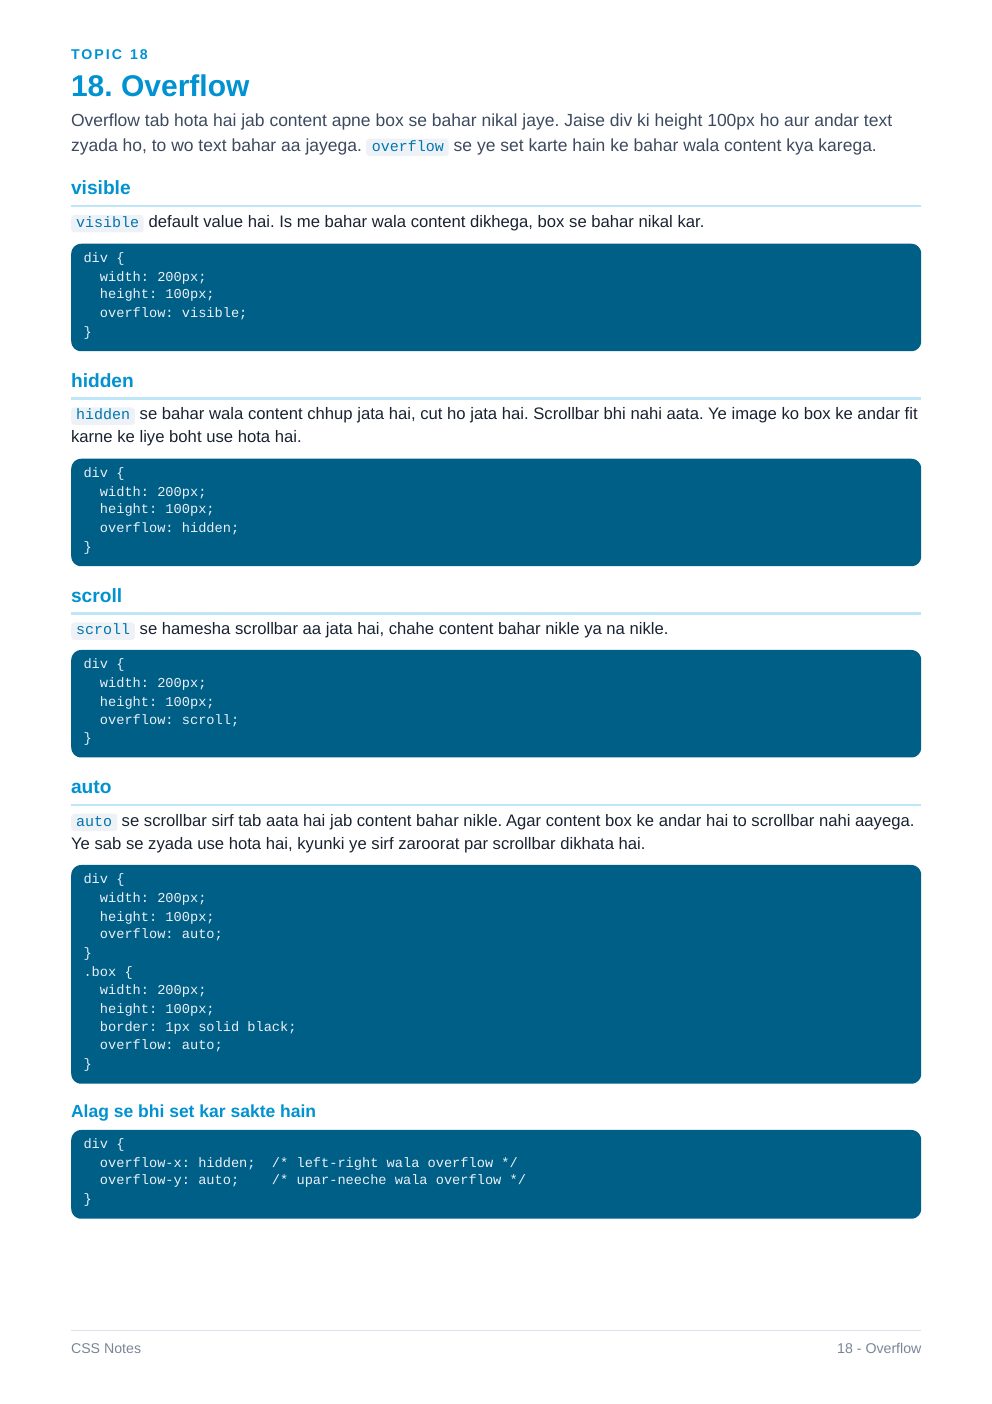 TOPIC 18
18. Overflow
Overflow tab hota hai jab content apne box se bahar nikal jaye. Jaise div ki height 100px ho aur andar text
zyada ho, to wo text bahar aa jayega. overflow se ye set karte hain ke bahar wala content kya karega.
visible
visible default value hai. Is me bahar wala content dikhega, box se bahar nikal kar.
div {
  width: 200px;
  height: 100px;
  overflow: visible;
}
hidden
hidden se bahar wala content chhup jata hai, cut ho jata hai. Scrollbar bhi nahi aata. Ye image ko box ke andar fit
karne ke liye boht use hota hai.
div {
  width: 200px;
  height: 100px;
  overflow: hidden;
}
scroll
scroll se hamesha scrollbar aa jata hai, chahe content bahar nikle ya na nikle.
div {
  width: 200px;
  height: 100px;
  overflow: scroll;
}
auto
auto se scrollbar sirf tab aata hai jab content bahar nikle. Agar content box ke andar hai to scrollbar nahi aayega.
Ye sab se zyada use hota hai, kyunki ye sirf zaroorat par scrollbar dikhata hai.
div {
  width: 200px;
  height: 100px;
  overflow: auto;
}
.box {
  width: 200px;
  height: 100px;
  border: 1px solid black;
  overflow: auto;
}
Alag se bhi set kar sakte hain
div {
  overflow-x: hidden;  /* left-right wala overflow */
  overflow-y: auto;    /* upar-neeche wala overflow */
}
CSS Notes
18 - Overflow